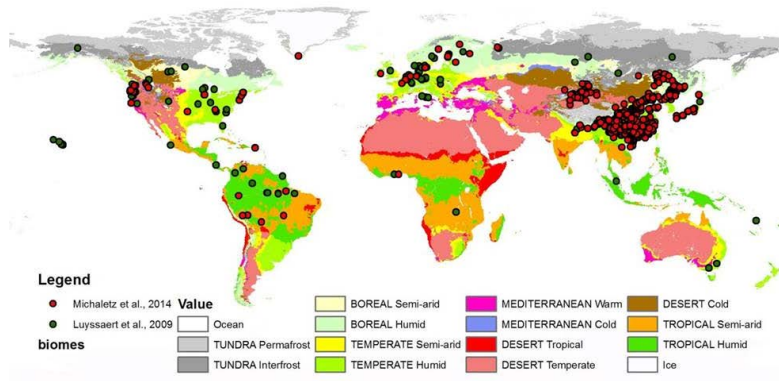 Legend
Michaletz et al., 2014
Luyssaert et al., 2009
biomes
Value
Ocean
TUNDRA Permafrost
TUNDRA Interfrost
BOREAL Semi-arid
BOREAL Humid
TEMPERATE Semi-arid
TEMPERATE Humid
MEDITERRANEAN Warm
MEDITERRANEAN Cold
DESERT Tropical
DESERT Temperate
DESERT Cold
TROPICAL Semi-arid
TROPICAL Humid
Ice